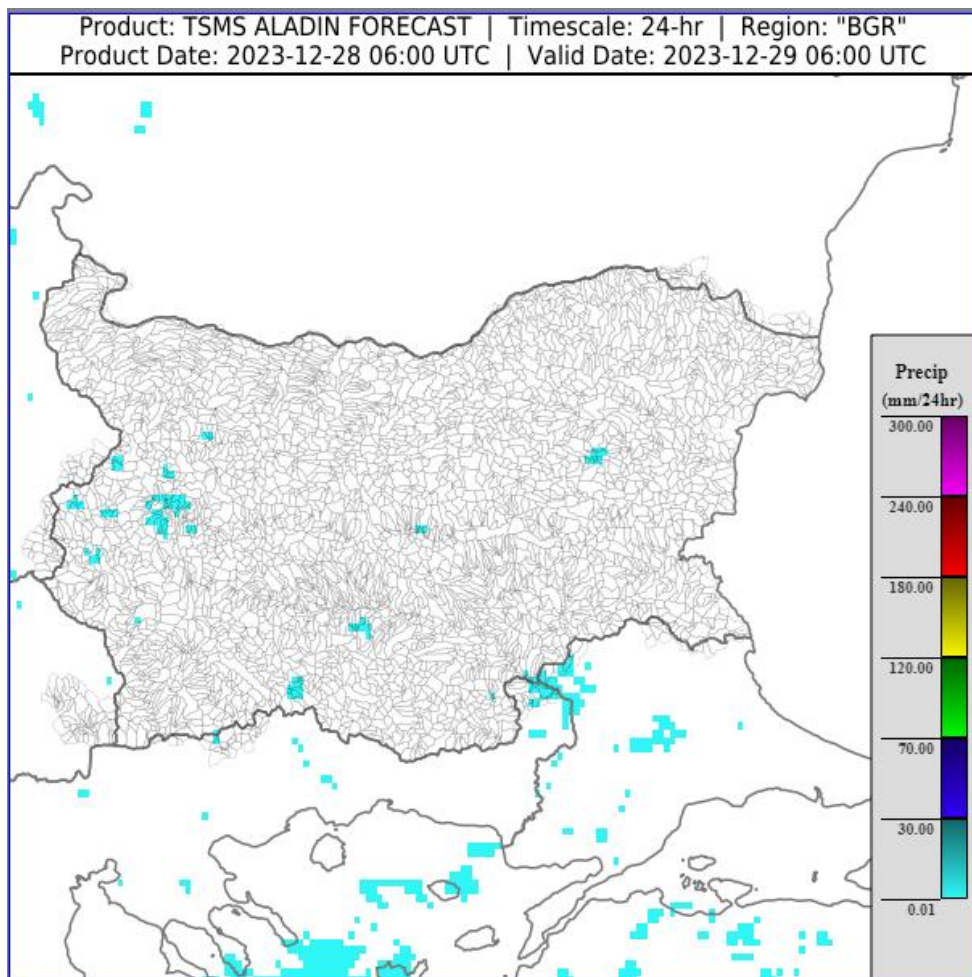 Product: TSMS ALADIN FORECAST | Timescale: 24-hr | Region: "BGR"
Product Date: 2023-12-28 06:00 UTC | Valid Date: 2023-12-29 06:00 UTC
Precip
(mm/24hr)
300.00
240.00
180.00
120.00
70.00
30.00
0.01